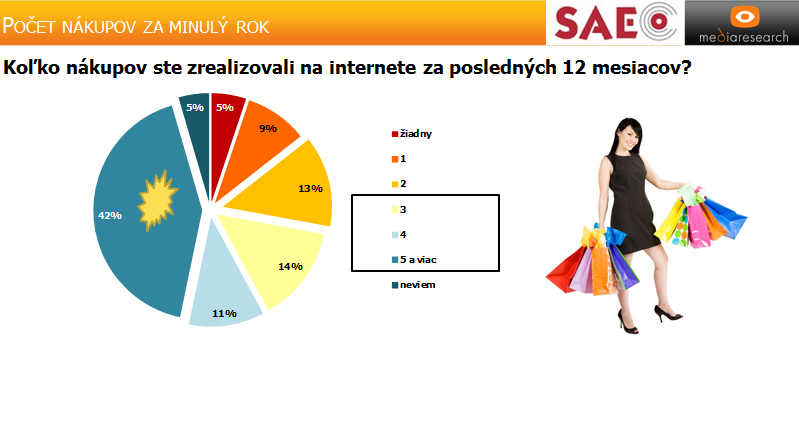 POČET NÁKUPOV ZA MINULÝ ROK
SAEC
mediaresearch
Koľko nákupov ste zrealizovali na internete za posledných 12 mesiacov?
5%
5%
9%
13%
14%
11%
42%
žiadny
1
2
3
4
5 a viac
neviem